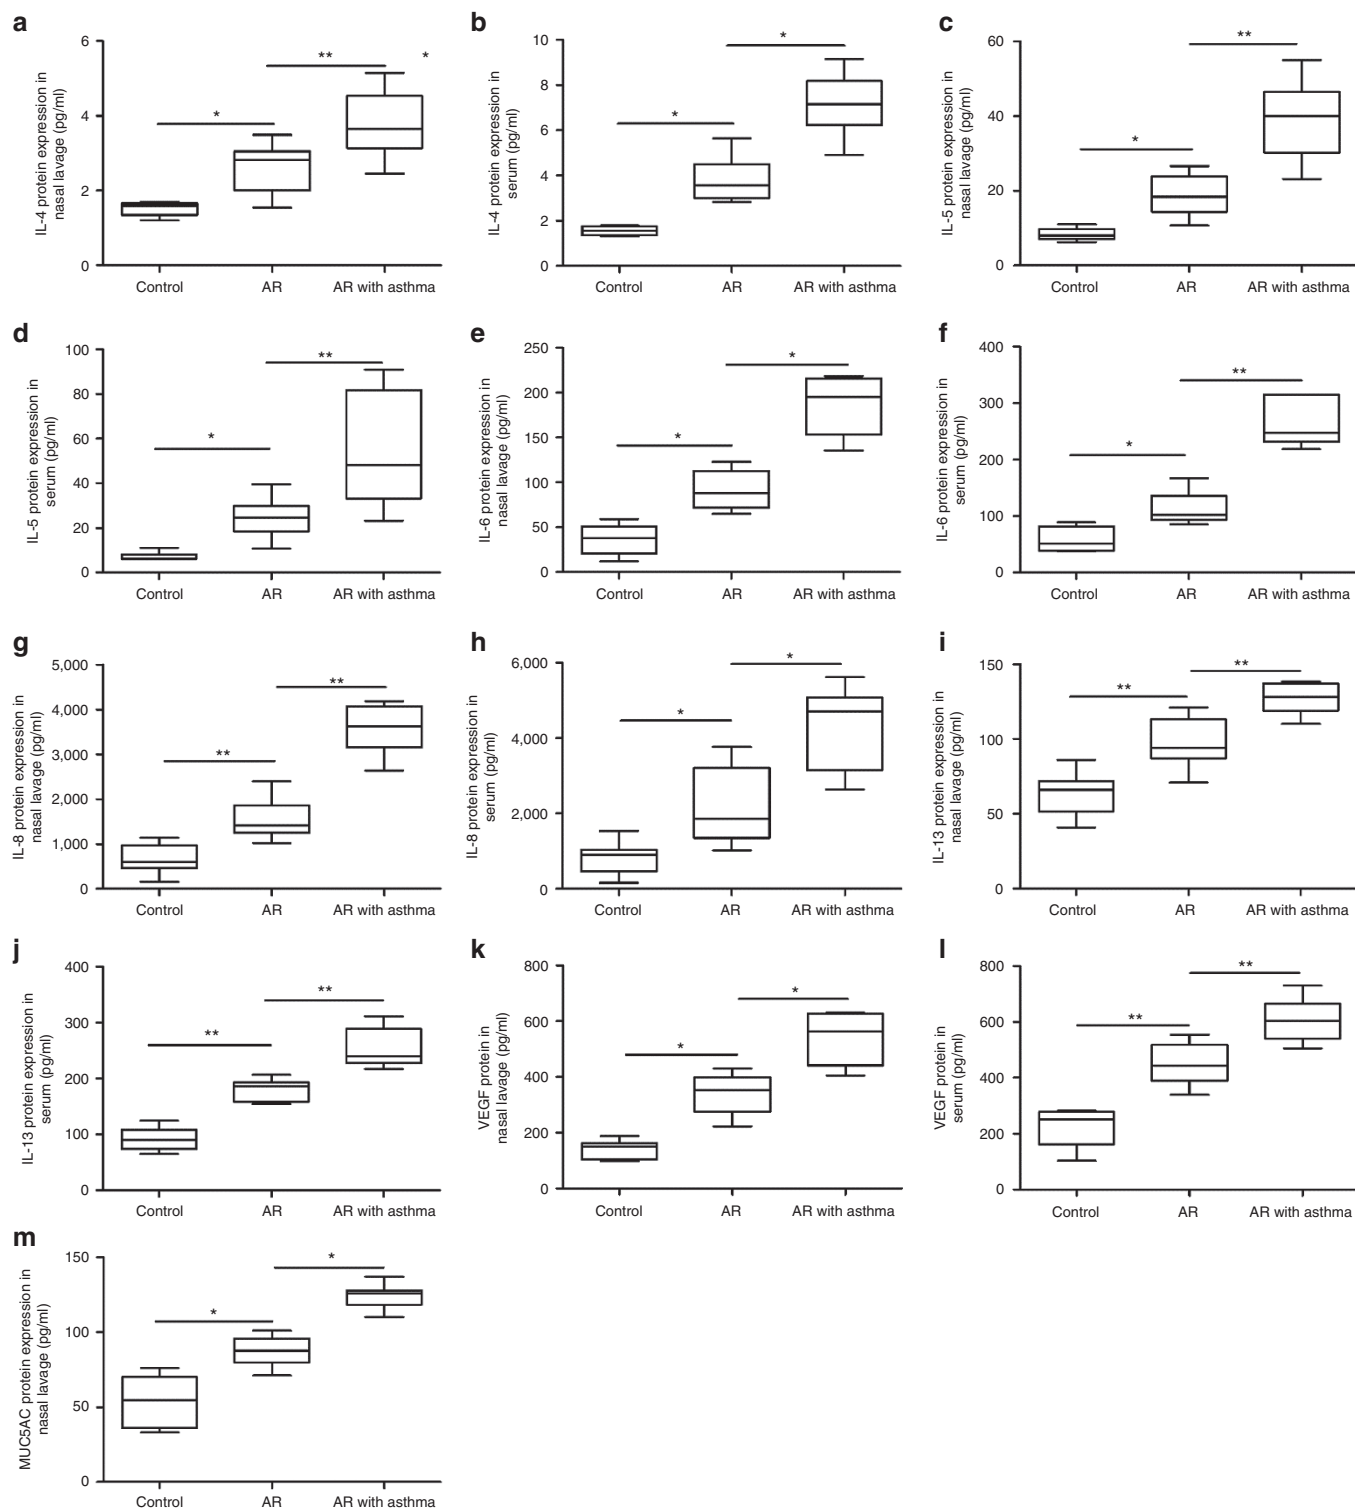 a
IL-4 protein expression in
nasal lavage (pg/ml)
6
4
2
0
*
**
*
Control
AR
AR with asthma
b
IL-4 protein expression in
serum (pg/ml)
10
8
6
4
2
0
*
*
Control
AR
AR with asthma
c
IL-5 protein expression in
nasal lavage (pg/ml)
60
40
20
0
*
**
Control
AR
AR with asthma
d
IL-5 protein expression in
serum (pg/ml)
100
80
60
40
20
0
*
**
Control
AR
AR with asthma
e
IL-6 protein expression in
nasal lavage (pg/ml)
250
200
150
100
50
0
*
*
Control
AR
AR with asthma
f
IL-6 protein expression in
serum (pg/ml)
400
300
200
100
0
*
**
Control
AR
AR with asthma
g
IL-8 protein expression in
nasal lavage (pg/ml)
5,000
4,000
3,000
2,000
1,000
0
**
**
Control
AR
AR with asthma
h
IL-8 protein expression in
serum (pg/ml)
6,000
4,000
2,000
0
*
*
Control
AR
AR with asthma
i
IL-13 protein expression in
nasal lavage (pg/ml)
150
100
50
0
**
**
Control
AR
AR with asthma
j
IL-13 protein expression in
serum (pg/ml)
400
300
200
100
0
**
**
Control
AR
AR with asthma
k
VEGF protein in
nasal lavage (pg/ml)
800
600
400
200
0
*
*
Control
AR
AR with asthma
l
VEGF protein in
serum (pg/ml)
800
600
400
200
0
**
**
Control
AR
AR with asthma
m
MUC5AC protein expression in
nasal lavage (pg/ml)
150
100
50
0
*
*
Control
AR
AR with asthma